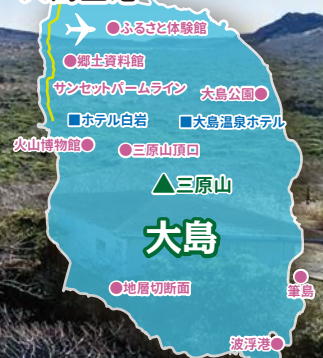 ふるさと体験館
郷土資料館
サンセットパームライン
大島公園
ホテル白岩
大島温泉ホテル
火山博物館
三原山頂口
三原山
大島
地層切断面
筆島
波浮港